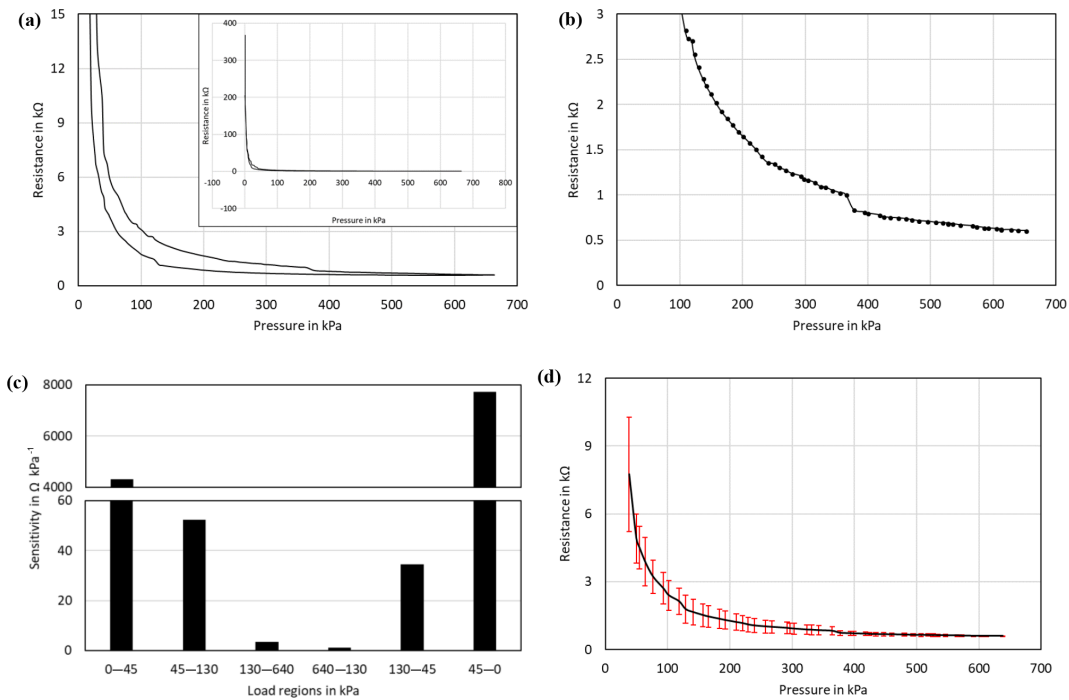 (a)
15
12
9
6
3
0
0 100 200 300 400 500 600 700
Resistance in kΩ
Pressure in kPa
400
300
200
100
0
-100
-100 0 100 200 300 400 500 600 700 800
Resistance in kΩ
Pressure in kPa
(b)
3
2.5
2
1.5
1
0.5
0
0 100 200 300 400 500 600 700
Resistance in kΩ
Pressure in kPa
(c)
8000
6000
4000
60
40
20
0
Sensitivity in Ω kPa⁻¹
0—45 45—130 130—640 640—130 130—45 45—0
Load regions in kPa
(d)
12
9
6
3
0
0 100 200 300 400 500 600 700
Resistance in kΩ
Pressure in kPa